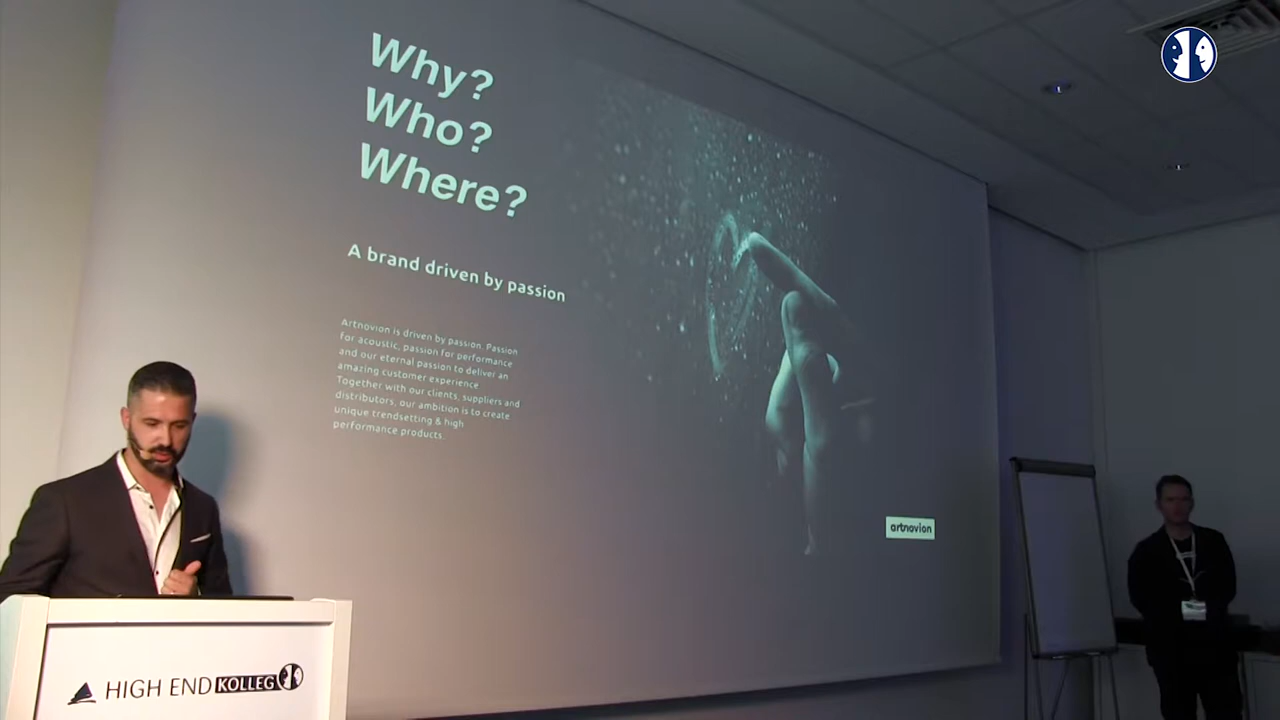 Why?
Who?
Where?
A brand driven by passion
Artnovion is driven by passion. Passion
for acoustic, passion for performance
and our eternal passion to deliver an
amazing customer experience
Together with our clients, suppliers and
distributors, our ambition is to create
unique trendsetting & high
performance products.
artnovion
HIGH END KOLLEG